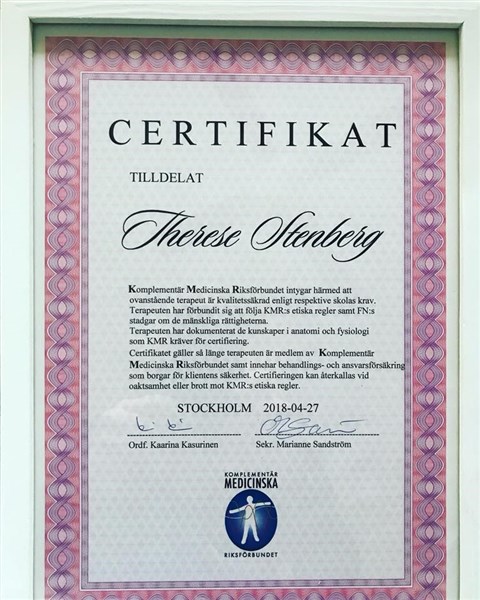 CERTIFIKAT
TILLDELAT
Therese Stenberg
Komplementär Medicinska Riksförbundet intygar härmed att
ovanstående terapeut är kvalitetssäkrad enligt respektive skolas krav.
Terapeuten har förbundit sig att följa KMR:s etiska regler samt FN:s
stadgar om de mänskliga rättigheterna.
Terapeuten har dokumenterat de kunskaper i anatomi och fysiologi
som KMR kräver för certifiering.
Certifikatet gäller så länge terapeuten är medlem av Komplementär
Medicinska Riksförbundet samt innehar behandlings- och ansvarsförsäkring
som borgar för klientens säkerhet. Certifieringen kan återkallas vid
oaktsamhet eller brott mot KMR:s etiska regler.
STOCKHOLM 2018-04-27
Ordf. Kaarina Kasurinen Sekr. Marianne Sandström
KOMPLEMENTÄR
MEDICINSKA
RIKSFÖRBUNDET